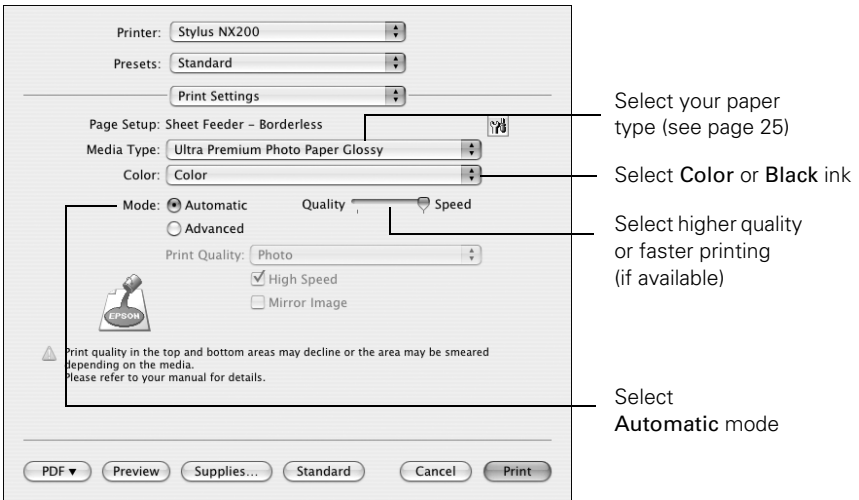 Printer: Stylus NX200
Presets: Standard
Print Settings
Page Setup: Sheet Feeder – Borderless
Media Type: Ultra Premium Photo Paper Glossy
Color: Color
Mode: Automatic Quality Speed
Advanced
Print Quality: Photo
High Speed
Mirror Image
EPSON
Print quality in the top and bottom areas may decline or the area may be smeared
depending on the media.
Please refer to your manual for details.
PDF ▼ Preview Supplies... Standard Cancel Print
Select your paper
type (see page 25)
Select Color or Black ink
Select higher quality
or faster printing
(if available)
Select
Automatic mode